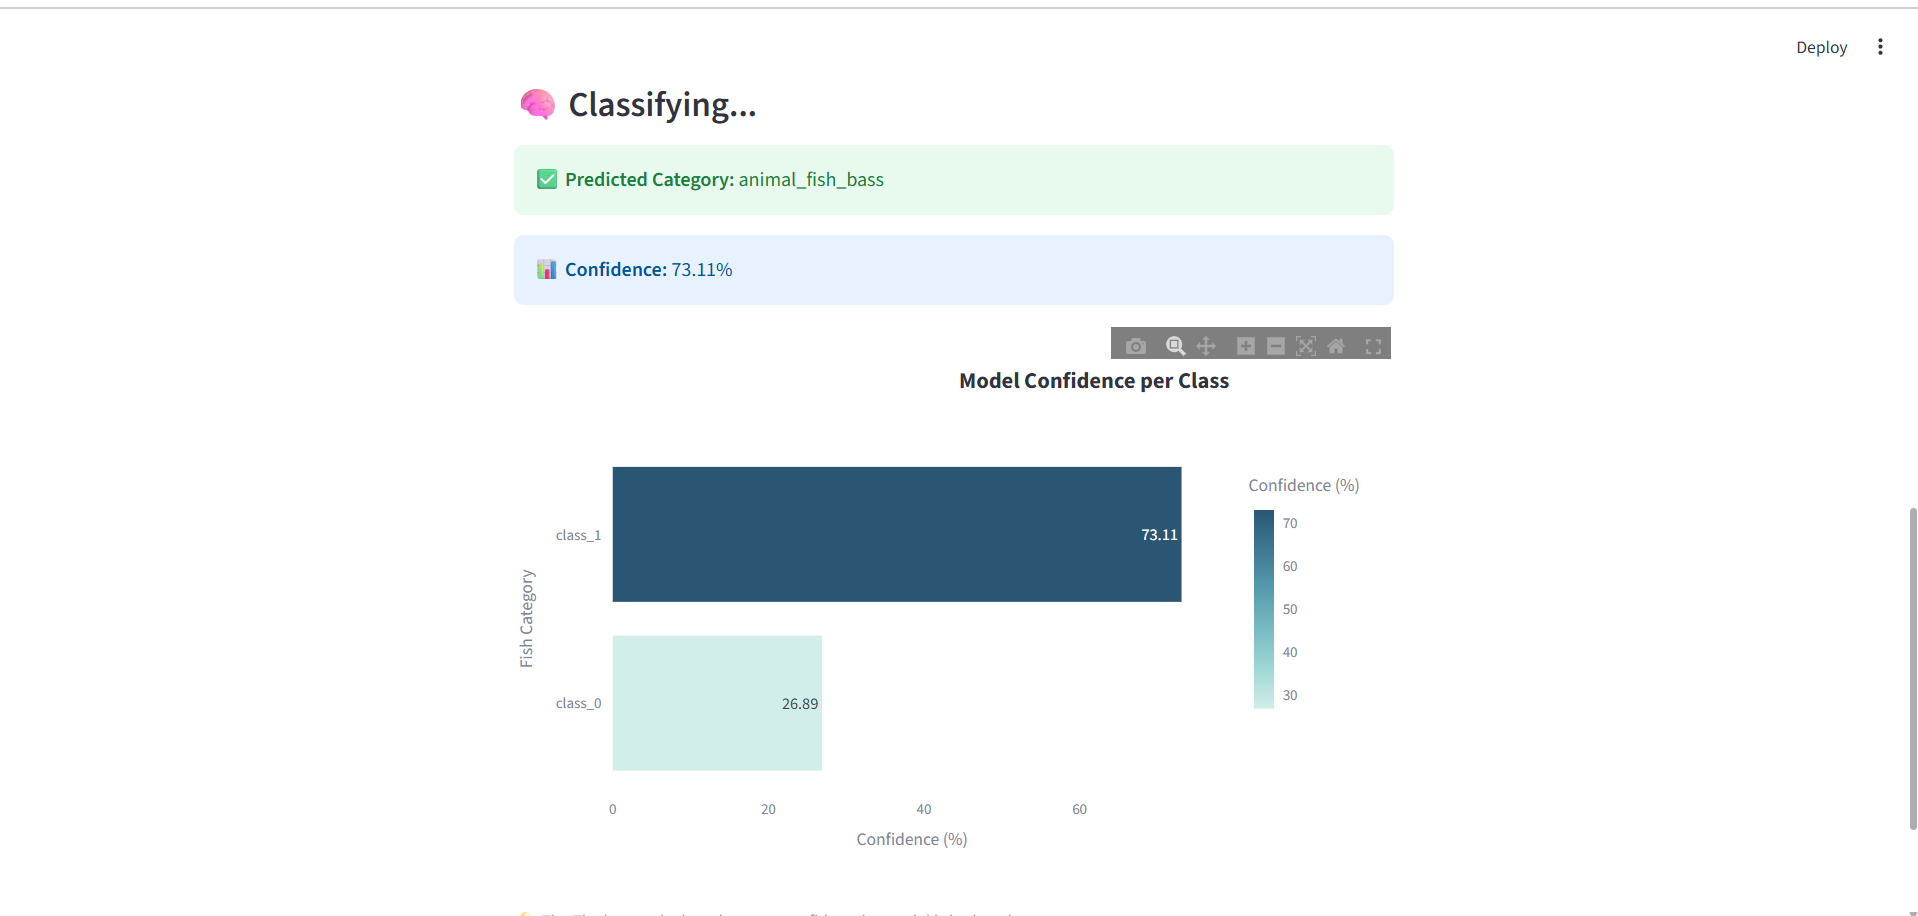 Deploy
Classifying...
Predicted Category: animal_fish_bass
Confidence: 73.11%
Model Confidence per Class
Confidence (%)
70
60
50
40
30
Fish Category
class_1
73.11
class_0
26.89
0 20 40 60
Confidence (%)